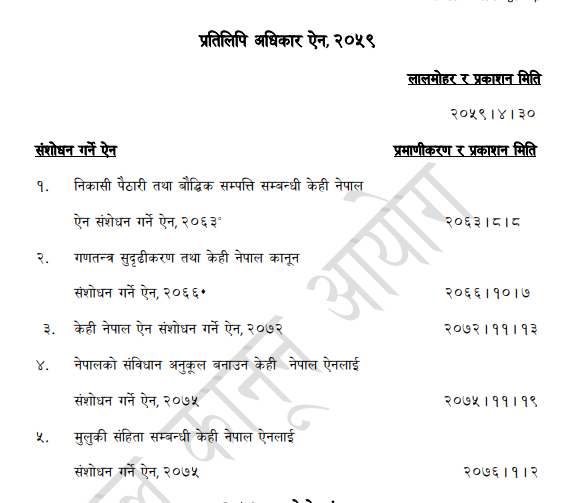 प्रतिलिपि अधिकार ऐन, २०५९
लालमोहर र प्रकाशन मिति
२०५९।४।३०
संशोधन गर्ने ऐन प्रमाणीकरण र प्रकाशन मिति
१. निकासी पैठारी तथा बौद्धिक सम्पत्ति सम्बन्धी केही नेपाल
ऐन संशोधन गर्ने ऐन, २०६३° २०६३।८।८
२. गणतन्त्र सुदृढीकरण तथा केही नेपाल कानून
संशोधन गर्ने ऐन, २०६६• २०६६।१०।७
३. केही नेपाल ऐन संशोधन गर्ने ऐन, २०७२ २०७२।११।१३
४. नेपालको संविधान अनुकूल बनाउन केही नेपाल ऐनलाई
संशोधन गर्ने ऐन, २०७५ २०७५।११।१९
५. मुलुकी संहिता सम्बन्धी केही नेपाल ऐनलाई
संशोधन गर्ने ऐन, २०७५ २०७६।१।२
कानून आयोग